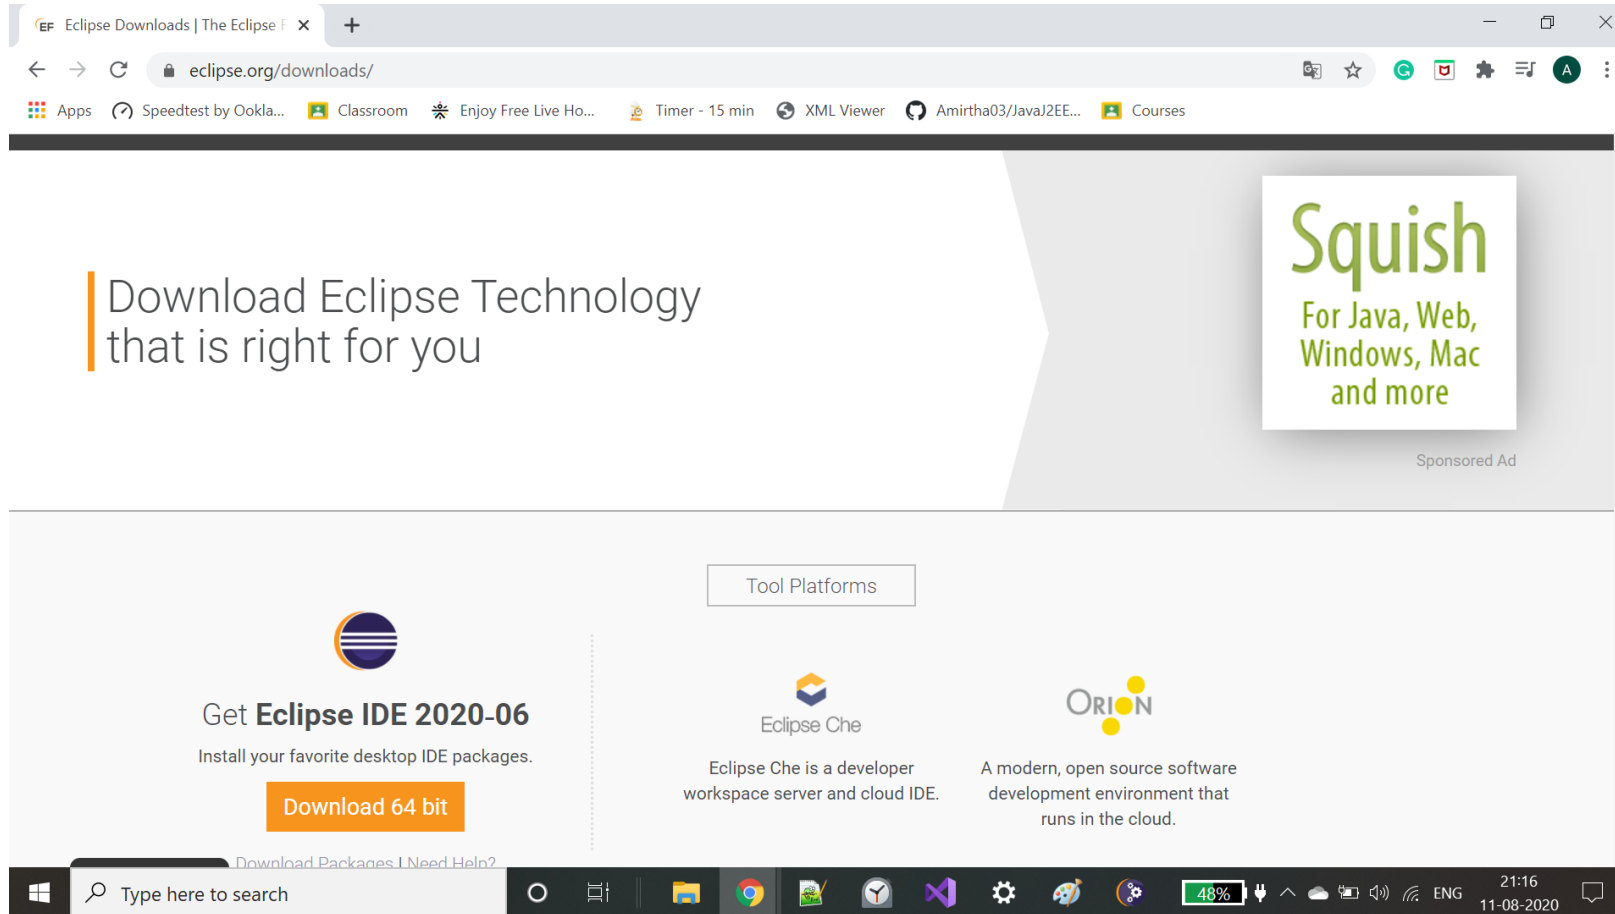 EF Eclipse Downloads | The Eclipse F
eclipse.org/downloads/
A
Apps Speedtest by Ookla... Classroom Enjoy Free Live Ho... Timer - 15 min XML Viewer Amirtha03/JavaJ2EE... Courses
Download Eclipse Technology
that is right for you
Squish
For Java, Web,
Windows, Mac
and more
Sponsored Ad
Tool Platforms
Get Eclipse IDE 2020-06
Install your favorite desktop IDE packages.
Download 64 bit
Download Packages | Need Help?
Eclipse Che
Eclipse Che is a developer
workspace server and cloud IDE.
ORION
A modern, open source software
development environment that
runs in the cloud.
Type here to search
48%
ENG
21:16
11-08-2020